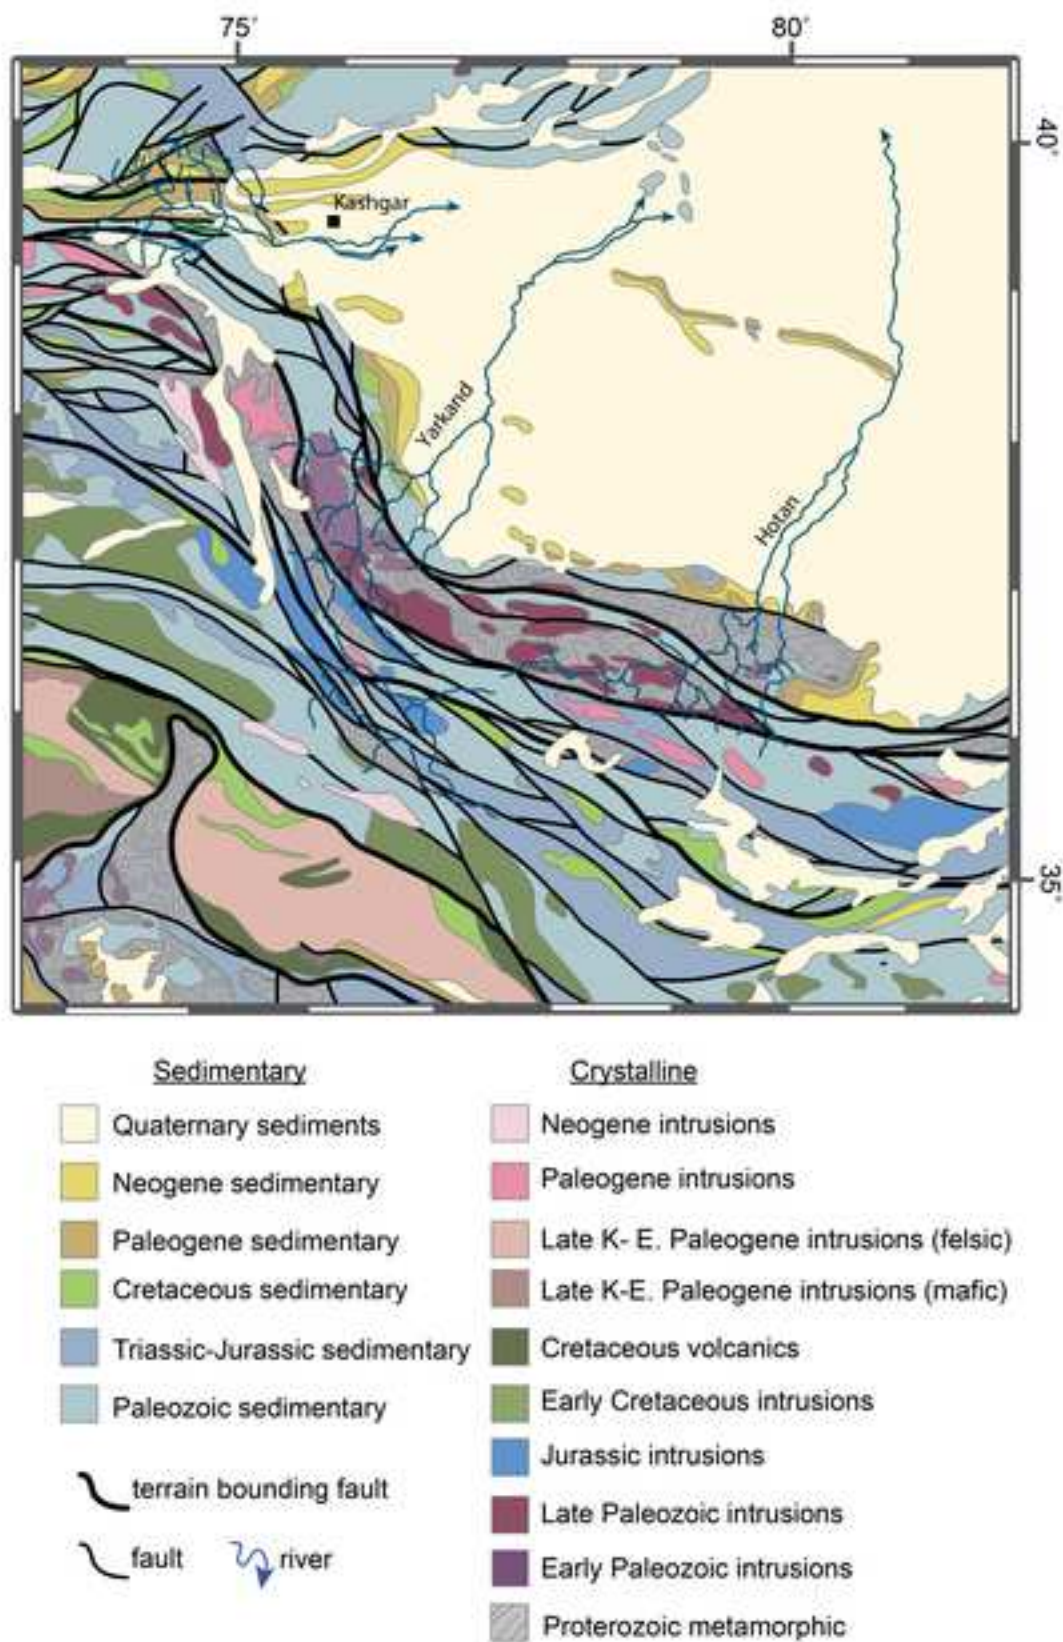 75°
80°
40°
Kashgar
Yarkand
Hotan
35°
Sedimentary
Quaternary sediments
Neogene sedimentary
Paleogene sedimentary
Cretaceous sedimentary
Triassic-Jurassic sedimentary
Paleozoic sedimentary
terrain bounding fault
fault
river
Crystalline
Neogene intrusions
Paleogene intrusions
Late K- E. Paleogene intrusions (felsic)
Late K-E. Paleogene intrusions (mafic)
Cretaceous volcanics
Early Cretaceous intrusions
Jurassic intrusions
Late Paleozoic intrusions
Early Paleozoic intrusions
Proterozoic metamorphic